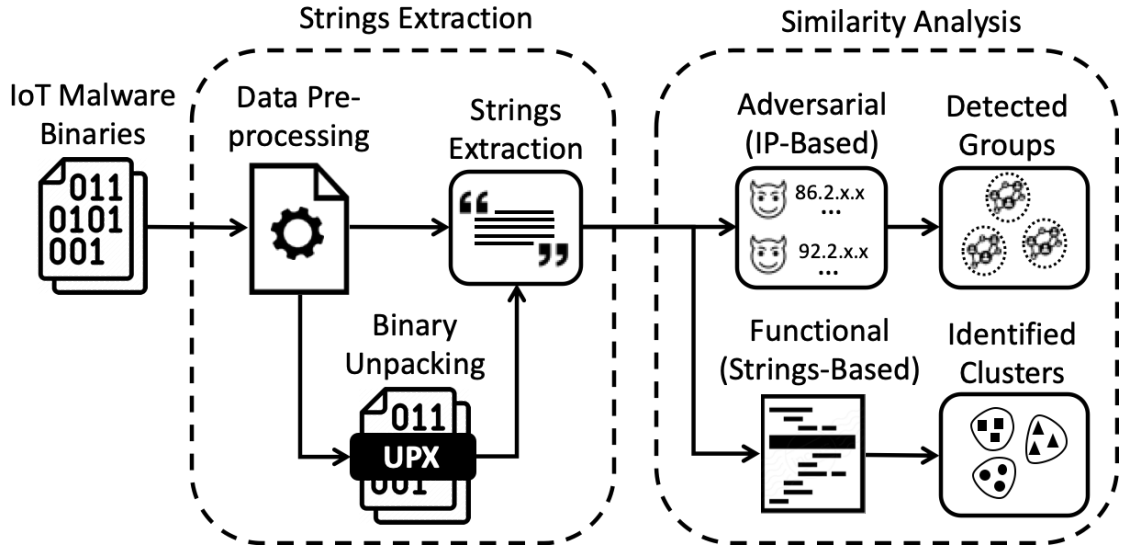 Strings Extraction
Similarity Analysis
IoT Malware
Binaries
011
0101
001
Data Pre-
processing
Strings
Extraction
“
”
Binary
Unpacking
011
UPX
001
Adversarial
(IP-Based)
86.2.x.x
...
92.2.x.x
...
Detected
Groups
Functional
(Strings-Based)
Identified
Clusters